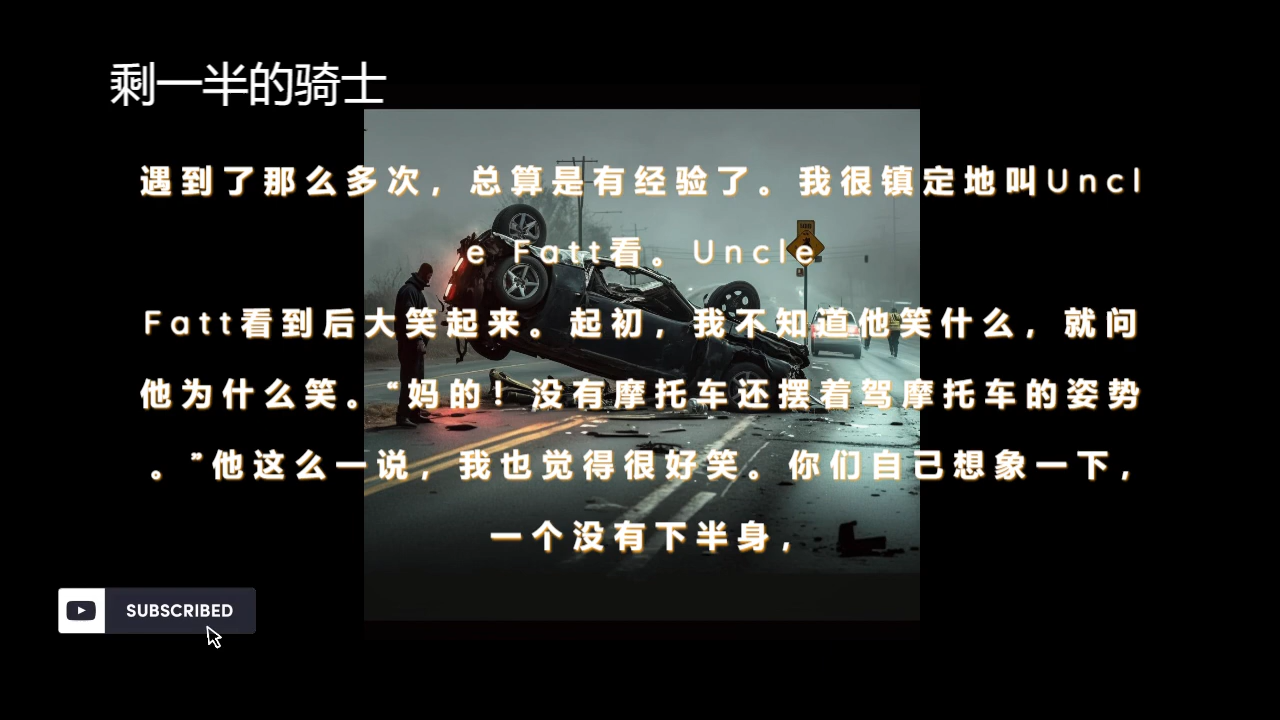 剩一半的骑士
遇到了那么多次，总算是有经验了。我很镇定地叫Uncl
e Fatt看。Uncle
Fatt看到后大笑起来。起初，我不知道他笑什么，就问
他为什么笑。“妈的！没有摩托车还摆着驾摩托车的姿势
。”他这么一说，我也觉得很好笑。你们自己想象一下，
一个没有下半身，
SUBSCRIBED